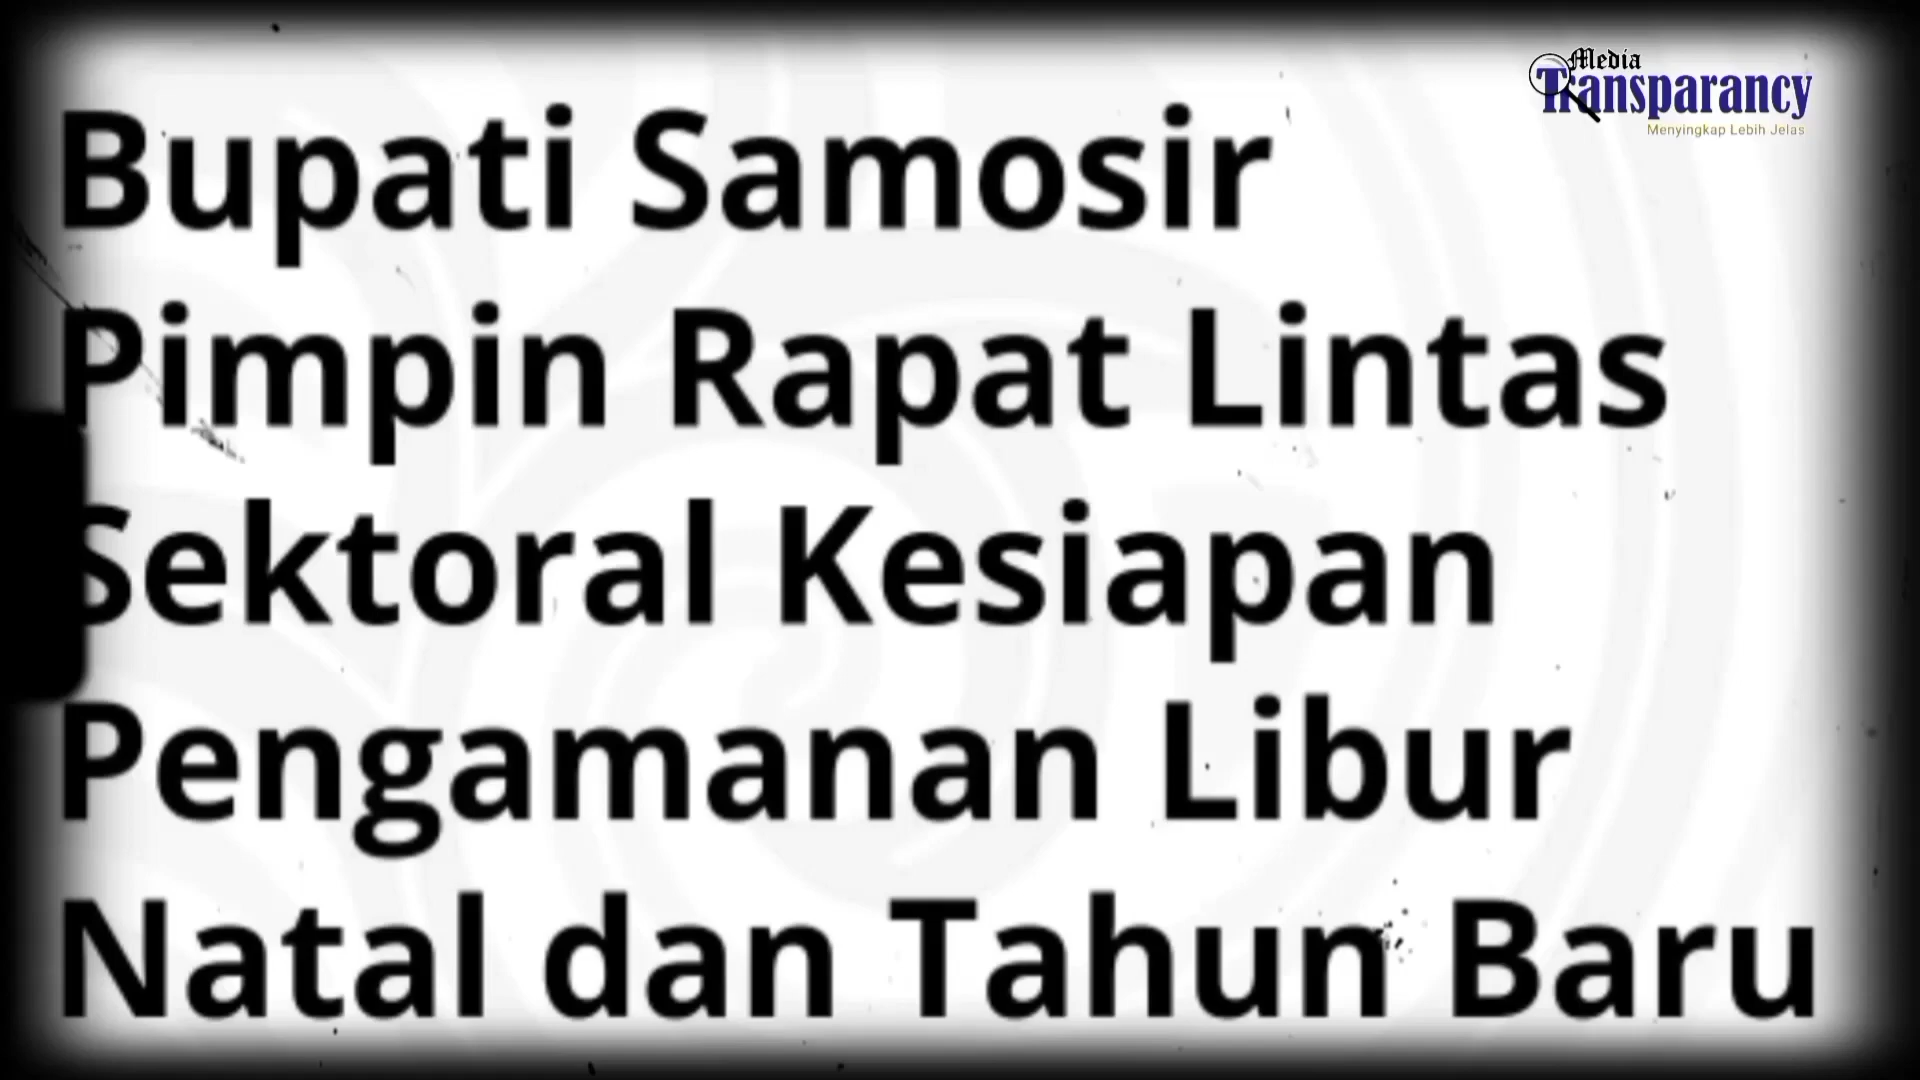 Media
Transparancy
Menyingkap Lebih Jelas
Bupati Samosir
Pimpin Rapat Lintas
Sektoral Kesiapan
Pengamanan Libur
Natal dan Tahun Baru